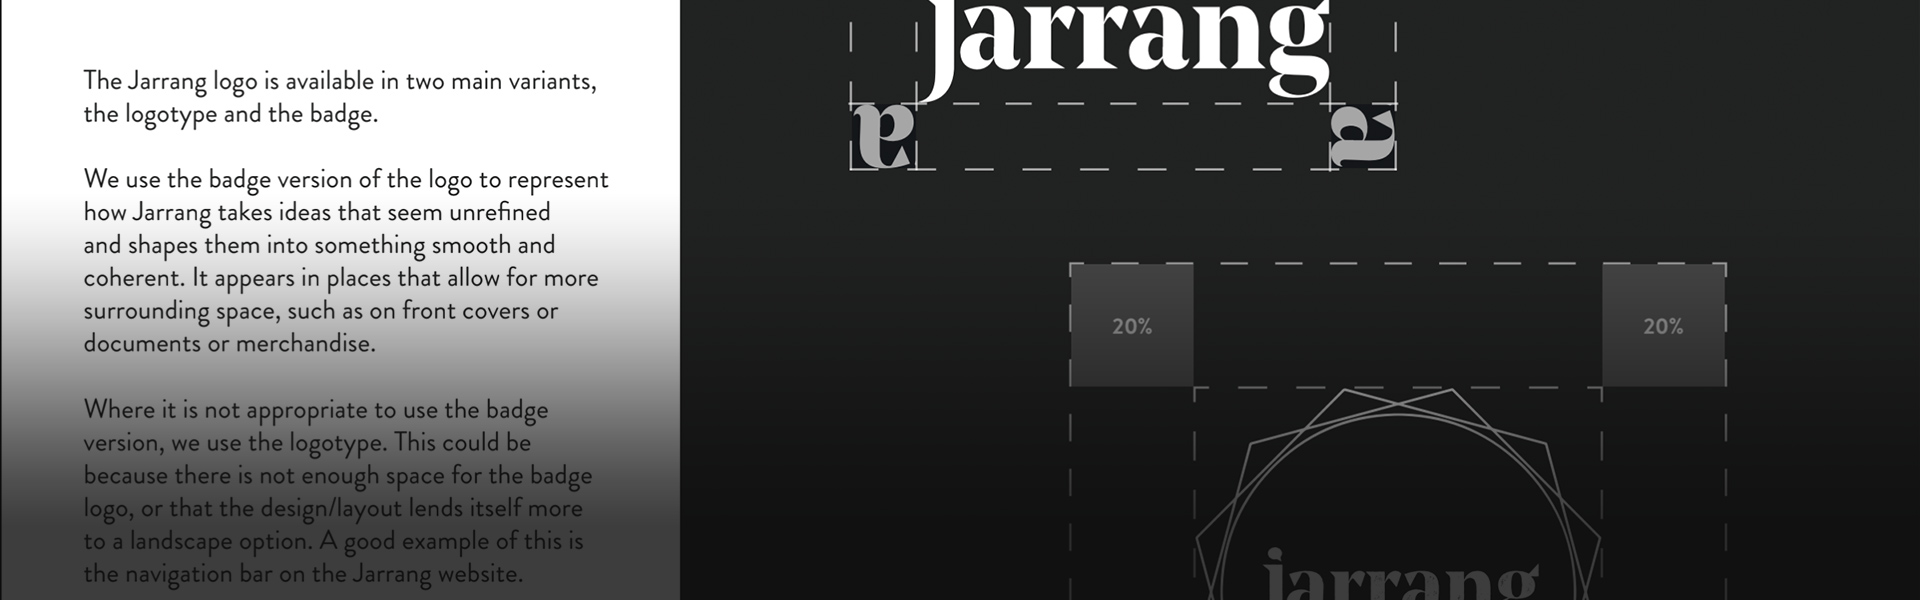 The Jarrang logo is available in two main variants,
the logotype and the badge.
We use the badge version of the logo to represent
how Jarrang takes ideas that seem unrefined
and shapes them into something smooth and
coherent. It appears in places that allow for more
surrounding space, such as on front covers or
documents or merchandise.
Where it is not appropriate to use the badge
version, we use the logotype. This could be
because there is not enough space for the badge
logo, or that the design/layout lends itself more
to a landscape option. A good example of this is
the navigation bar on the Jarrang website.
jarrang
a
a
20%
20%
jarrang